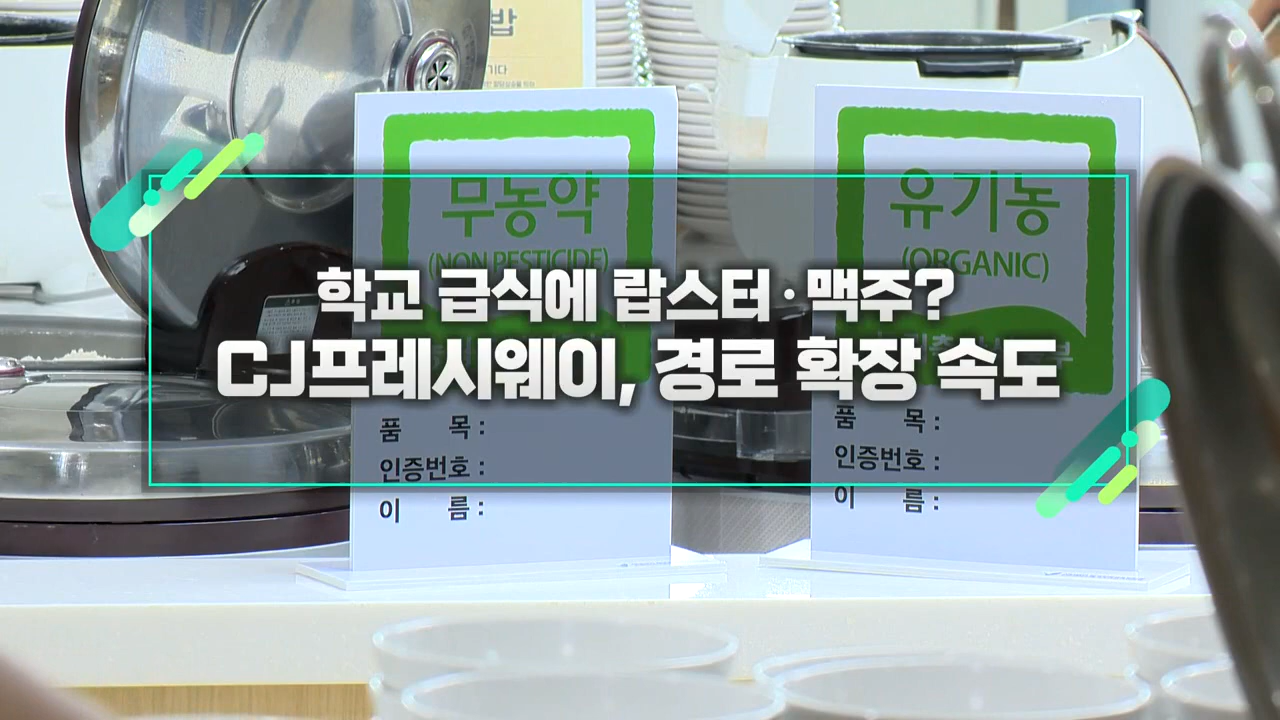 밥
무농약
(NON PESTICIDE)
유기농
(ORGANIC)
학교 급식에 랍스터·맥주?
CJ프레시웨이, 경로 확장 속도
품 목 :
인증번호 :
이 름 :
품 목 :
인증번호 :
이 름 :